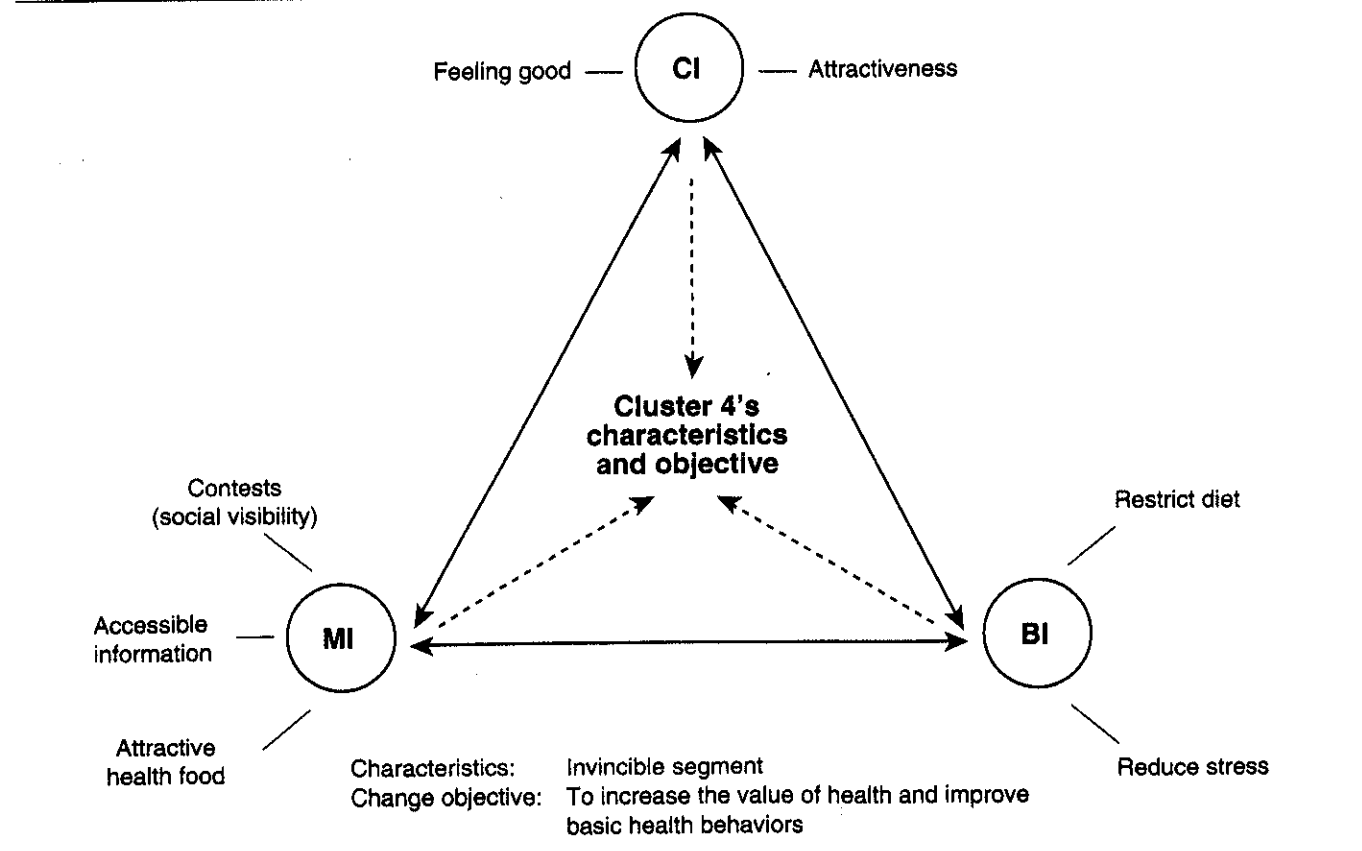 Feeling good
CI
Attractiveness
Cluster 4's
characteristics
and objective
Contests
(social visibility)
Restrict diet
Accessible
information
MI
BI
Attractive
health food
Reduce stress
Characteristics: Invincible segment
Change objective: To increase the value of health and improve
basic health behaviors